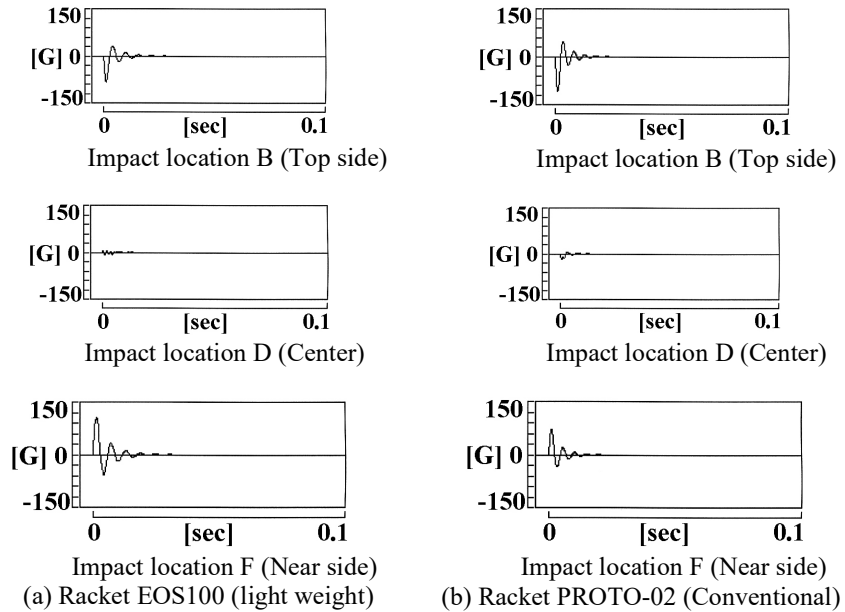 150
[G] 0
-150
0 [sec] 0.1
Impact location B (Top side)
150
[G] 0
-150
0 [sec] 0.1
Impact location B (Top side)
150
[G] 0
-150
0 [sec] 0.1
Impact location D (Center)
150
[G] 0
-150
0 [sec] 0.1
Impact location D (Center)
150
[G] 0
-150
0 [sec] 0.1
Impact location F (Near side)
150
[G] 0
-150
0 [sec] 0.1
Impact location F (Near side)
(a) Racket EOS100 (light weight)
(b) Racket PROTO-02 (Conventional)